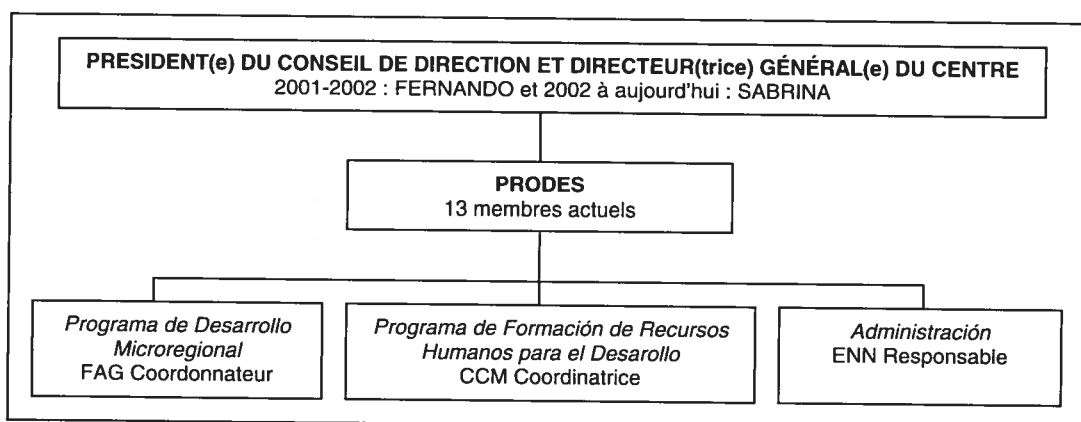 PRESIDENT(e) DU CONSEIL DE DIRECTION ET DIRECTEUR(trice) GÉNÉRAL(e) DU CENTRE
2001-2002 : FERNANDO et 2002 à aujourd'hui : SABRINA
PRODES
13 membres actuels
Programa de Desarrollo
Microregional
FAG Coordonnateur
Programa de Formación de Recursos
Humanos para el Desarollo
CCM Coordinatrice
Administración
ENN Responsable